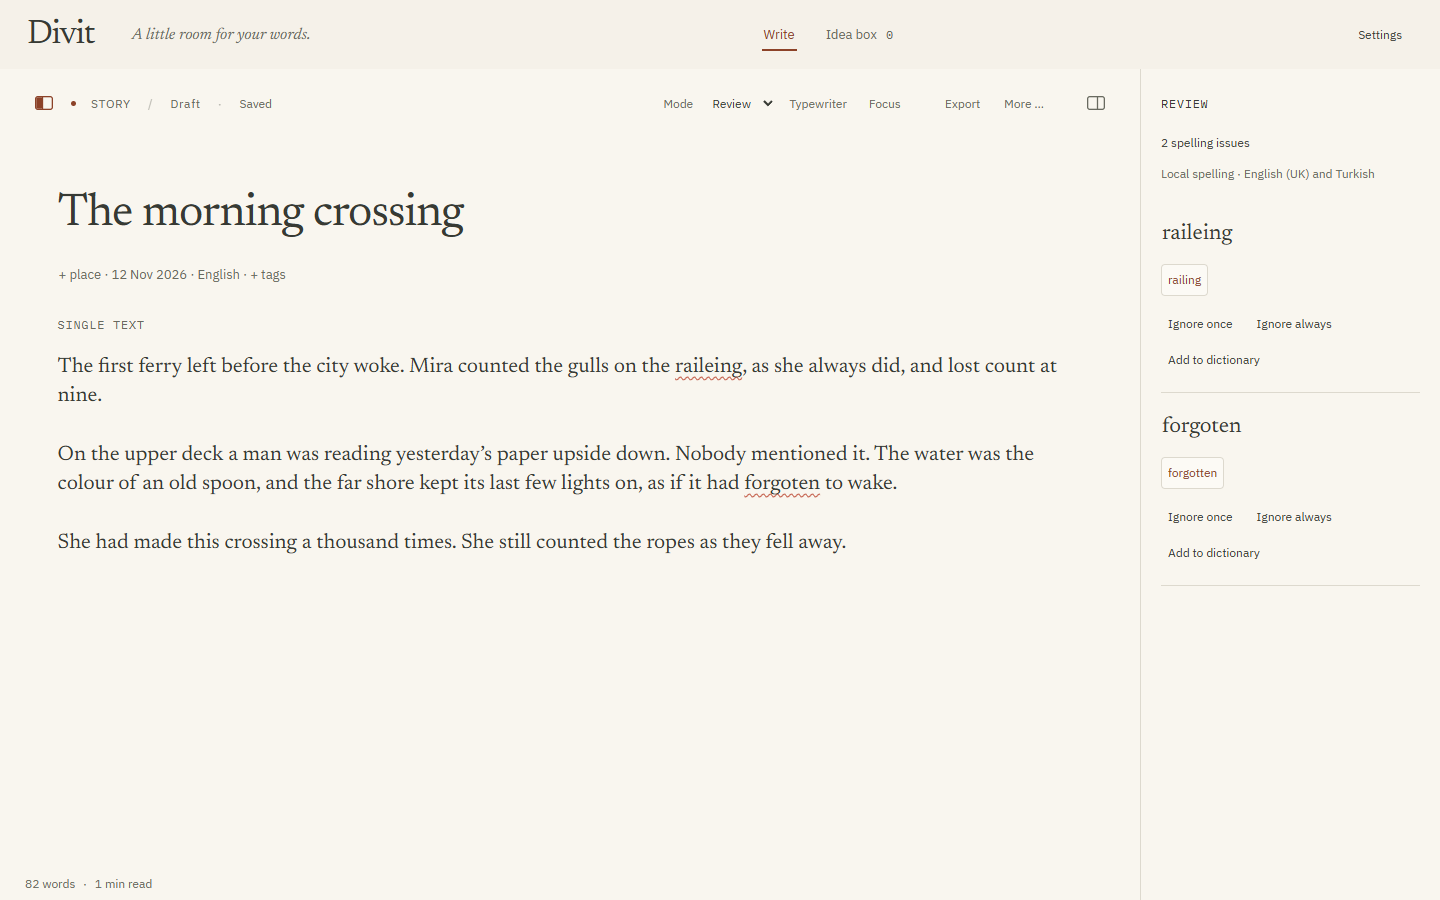 Divit
A little room for your words.
Write
Idea box 0
Settings
STORY / Draft · Saved
Mode
Review
Typewriter
Focus
Export
More ...
The morning crossing
+ place · 12 Nov 2026 · English · + tags
SINGLE TEXT
The first ferry left before the city woke. Mira counted the gulls on the raileing, as she always did, and lost count at
nine.
On the upper deck a man was reading yesterday’s paper upside down. Nobody mentioned it. The water was the
colour of an old spoon, and the far shore kept its last few lights on, as if it had forgoten to wake.
She had made this crossing a thousand times. She still counted the ropes as they fell away.
82 words · 1 min read
REVIEW
2 spelling issues
Local spelling · English (UK) and Turkish
raileing
railing
Ignore once
Ignore always
Add to dictionary
forgoten
forgotten
Ignore once
Ignore always
Add to dictionary